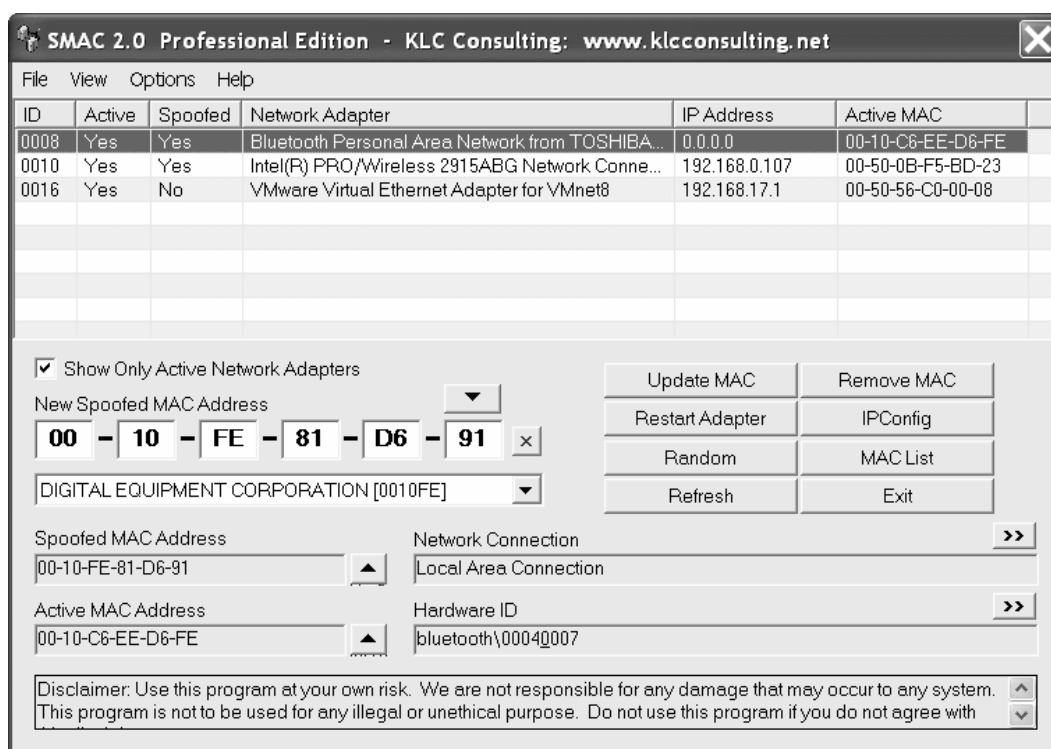 SMAC 2.0 Professional Edition - KLC Consulting: www.klcconsulting.net
File View Options Help
ID Active Spoofed Network Adapter IP Address Active MAC
0008 Yes Yes Bluetooth Personal Area Network from TOSHIBA... 0.0.0.0 00-10-C6-EE-D6-FE
0010 Yes Yes Intel(R) PRO/Wireless 2915ABG Network Conne... 192.168.0.107 00-50-0B-F5-BD-23
0016 Yes No VMware Virtual Ethernet Adapter for VMnet8 192.168.17.1 00-50-56-C0-00-08
Show Only Active Network Adapters
New Spoofed MAC Address
00 - 10 - FE - 81 - D6 - 91
DIGITAL EQUIPMENT CORPORATION [0010FE]
Update MAC Remove MAC
Restart Adapter IPConfig
Random MAC List
Refresh Exit
Spoofed MAC Address
00-10-FE-81-D6-91
Network Connection >>
Local Area Connection
Active MAC Address
00-10-C6-EE-D6-FE
Hardware ID >>
bluetooth\00040007
Disclaimer: Use this program at your own risk. We are not responsible for any damage that may occur to any system.
This program is not to be used for any illegal or unethical purpose. Do not use this program if you do not agree with